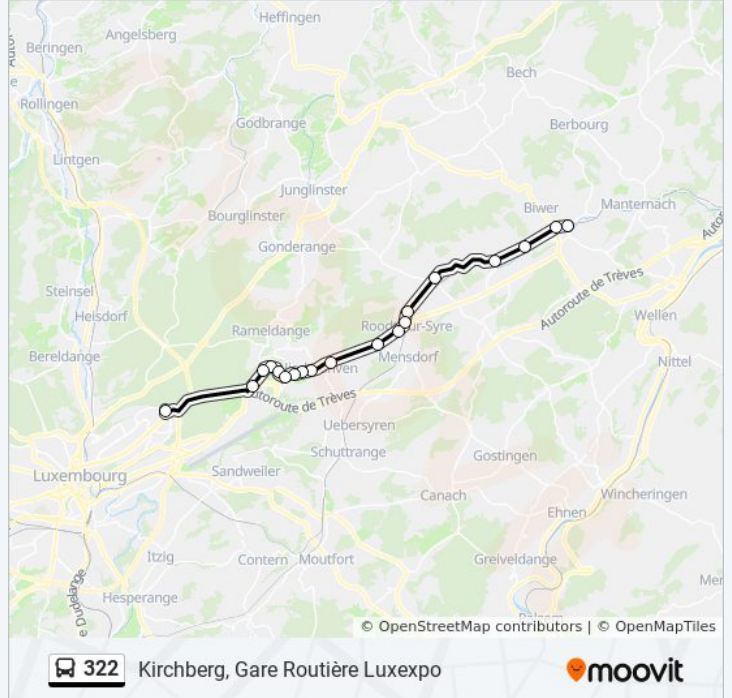 Heffingen
Angelsberg
Beringen
Bech
Rollingen
Godbrange
Berbourg
Lintgen
Junglinster
Biwer
Manternach
Bourglinster
Gonderange
Autoroute de Trèves
Steinsel
Heisdorf
Wellen
Rameldange
Bereldange
Mensdorf
Nittel
Autoroute de Trèves
Uebersyren
Schuttrange
Gostingen
Luxembourg
Sandweiler
Canach
Wincheringen
Ehnen
Itzig
Contern
Moutfort
Greiveldange
Hesperange
e Dudelange
Mer
© OpenStreetMap contributors | © OpenMapTiles
322 Kirchberg, Gare Routière Luxexpo moovit